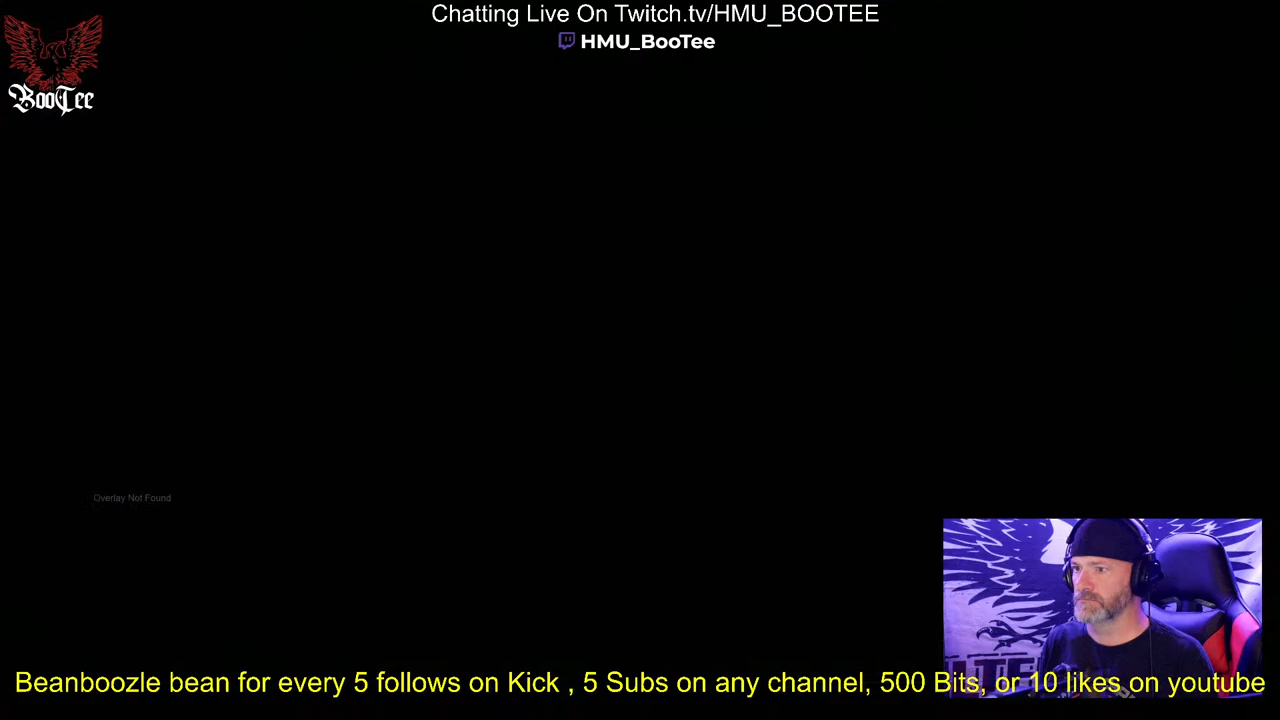 Chatting Live On Twitch.tv/HMU_BOOTEE
HMU_BooTee
BooTee
Overlay Not Found
Beanboozle bean for every 5 follows on Kick , 5 Subs on any channel, 500 Bits, or 10 likes on youtube